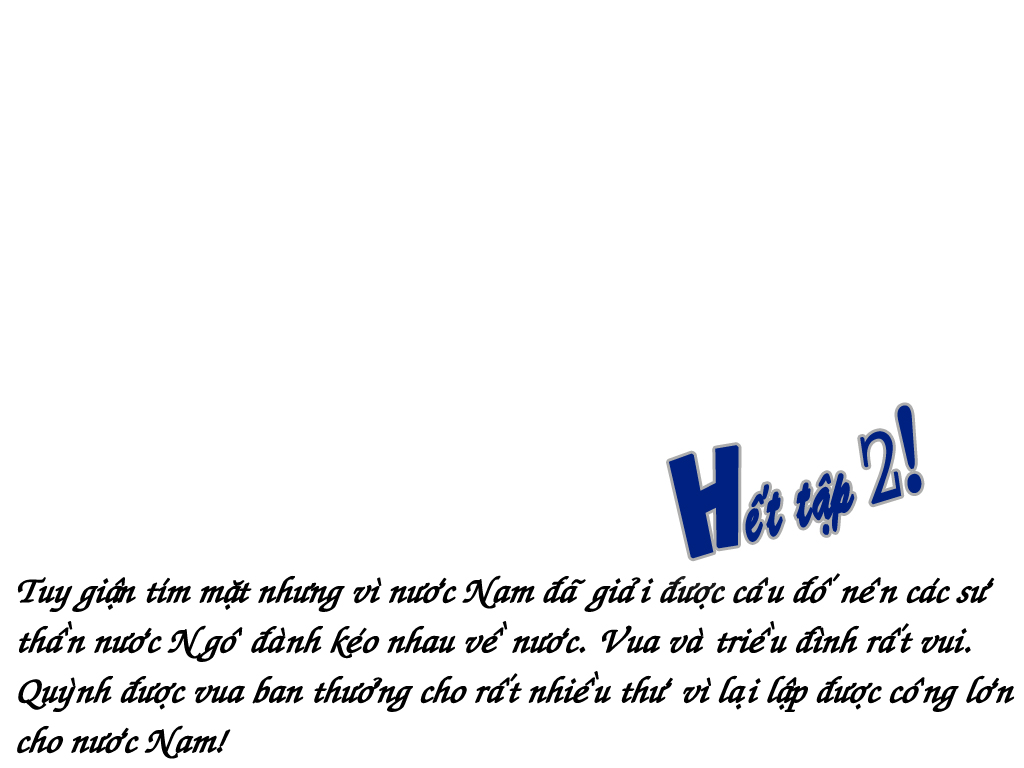 Hết tập 2!
Tuy giận tím mặt nhưng vì nước Nam đã giải được câu đố nên các sư
thần nước Ngô đành kéo nhau về nước. Vua và triều đình rất vui.
Quỳnh được vua ban thưởng cho rất nhiều thư vì lại lập được công lớn
cho nước Nam!